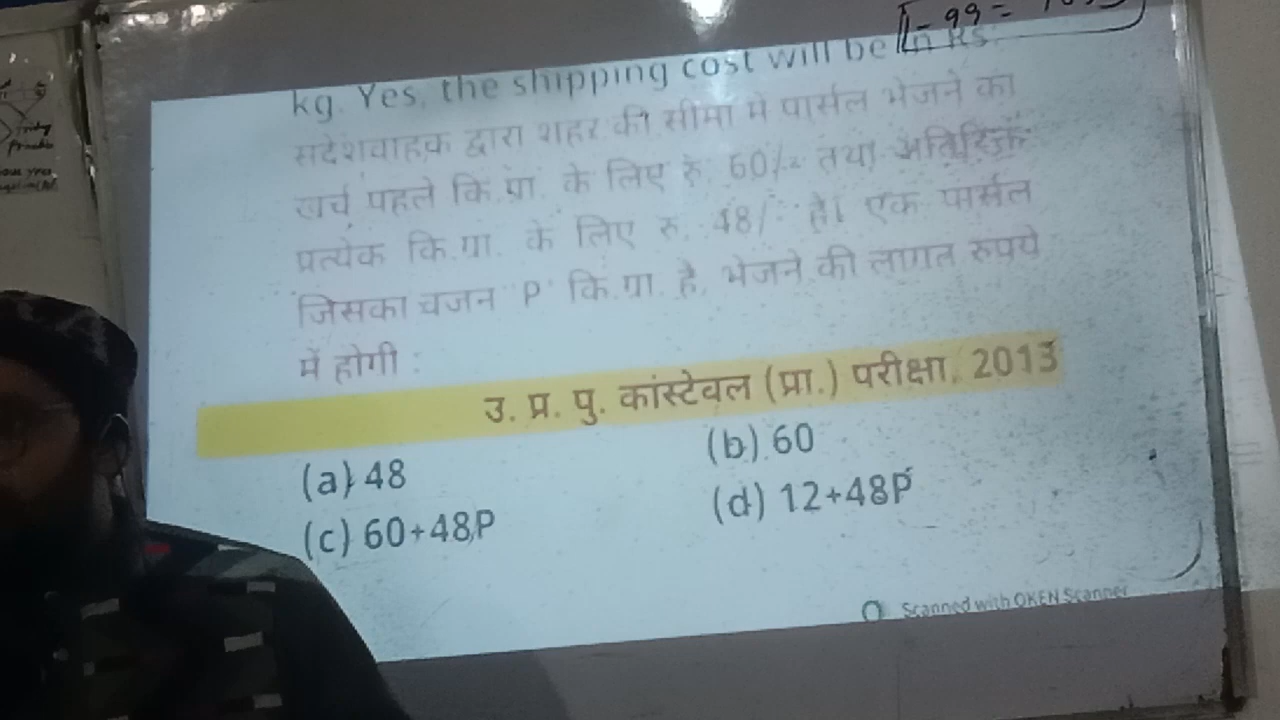 1-99=
kg. Yes, the shipping cost will be in Rs.
संदेशवाहक द्वारा शहर की सीमा में पार्सल भेजने का
खर्च पहले कि.ग्रा. के लिए रु. 60/- तथा अतिरिक्त
प्रत्येक कि.ग्रा. के लिए रु. 48/- है। एक पार्सल
जिसका वजन "P" कि.ग्रा. है, भेजने की लागत रुपये
में होगी :
उ. प्र. पु. कांस्टेबल (प्रा.) परीक्षा, 2013
(a) 48 (b) 60
(c) 60+48P (d) 12+48P
Scanned with OKEN Scanner